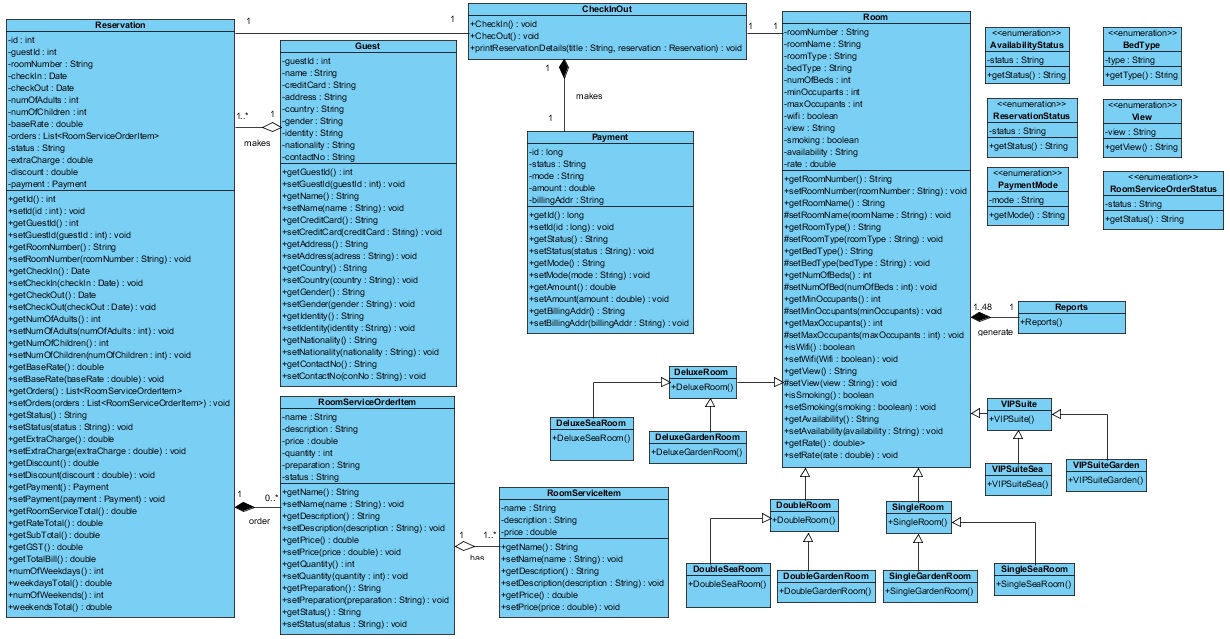 Reservation
-id : int
-guestId : int
-roomNumber : String
-checkIn : Date
-checkOut : Date
-numOfAdults : int
-numOfChildren : int
-baseRate : double
-orders : List<RoomServiceOrderItem>
-status : String
-extraCharge : double
-discount : double
-payment : Payment
+getId() : int
+setId(id : int) : void
+getGuestId() : int
+setGuestId(guestId : int) : void
+getRoomNumber() : String
+setRoomNumber(roomNumber : String) : void
+getCheckIn() : Date
+setCheckIn(checkIn : Date) : void
+getCheckOut() : Date
+setCheckOut(checkOut : Date) : void
+getNumOfAdults() : int
+setNumOfAdults(numOfAdults : int) : void
+getNumOfChildren() : int
+setNumOfChildren(numOfChildren : int) : void
+getBaseRate() : double
+setBaseRate(baseRate : double) : void
+getOrders() : List<RoomServiceOrderItem>
+setOrders(orders : List<RoomServiceOrderItem>) : void
+getStatus() : String
+setStatus(status : String) : void
+getExtraCharge() : double
+setExtraCharge(extraCharge : double) : void
+getDiscount() : double
+setDiscount(discount : double) : void
+getPayment() : Payment
+setPayment(payment : Payment) : void
+getRoomServiceTotal() : double
+getRateTotal() : double
+getSubTotal() : double
+getGST() : double
+getTotalBill() : double
+numOfWeekdays() : int
+weekdaysTotal() : double
+numOfWeekends() : int
+weekendsTotal() : double
1
1
1..*
1
makes
1
0..*
order
Guest
-guestId : int
-name : String
-creditCard : String
-address : String
-country : String
-gender : String
-identity : String
-nationality : String
-contactNo : String
+getGuestId() : int
+setGuestId(guestId : int) : void
+getName() : String
+setName(name : String) : void
+getCreditCard() : String
+setCreditCard(creditCard : String) : void
+getAddress() : String
+setAddress(adress : String) : void
+getCountry() : String
+setCountry(country : String) : void
+getGender() : String
+setGender(gender : String) : void
+getIdentity() : String
+setIdentity(identity : String) : void
+getNationality() : String
+setNationality(nationality : String) : void
+getContactNo() : String
+setContactNo(conNo : String) : void
RoomServiceOrderItem
-name : String
-description : String
-price : double
-quantity : int
-preparation : String
-status : String
+getName() : String
+setName(name) : void
+getDescription() : String
+setDescription(description : String) : void
+getPrice() : double
+setPrice(price : double) : void
+getQuantity() : int
+setQuantity(quantity : int) : void
+getPreparation() : String
+setPreparation(preparation : String) : void
+getStatus() : String
+setStatus(status : String) : void
1
1..*
has
RoomServiceItem
-name : String
-description : String
-price : double
+getName() : String
+setName(name : String) : void
+getDescription() : String
+setDescription(description : String) : void
+getPrice() : double
+setPrice(price : double) : void
CheckInOut
+CheckIn() : void
+ChecOut() : void
+printReservationDetails(title : String, reservation : Reservation) : void
1
1
1
makes
1
Payment
-id : long
-status : String
-mode : String
-amount : double
-billingAddr : String
+getId() : long
+setId(id : long) : void
+getStatus() : String
+setStatus(status : String) : void
+getMode() : String
+setMode(mode : String) : void
+getAmount() : double
+setAmount(amount : double) : void
+getBillingAddr() : String
+setBillingAddr(billingAddr : String) : void
Room
-roomNumber : String
-roomName : String
-roomType : String
-bedType : String
-numOfBeds : int
-minOccupants : int
-maxOccupants : int
-wifi : boolean
-view : String
-smoking : boolean
-availability : String
-rate : double
+getRoomNumber() : String
+setRoomNumber(roomNumber : String) : void
+getRoomName() : String
#setRoomName(roomName : String) : void
+getRoomType() : String
#setRoomType(roomType : String) : void
+getBedType() : String
#setBedType(bedType : String) : void
+getNumOfBeds() : int
#setNumOfBed(numOfBeds : int) : void
+getMinOccupants() : int
#setMinOccupants(minOccupants) : void
+getMaxOccupants() : int
#setMaxOccupants(maxOccupants : int) : void
+isWifi() : boolean
+setWifi(Wifi : boolean) : void
+getView() : String
#setView(view : String) : void
+isSmoking() : boolean
+setSmoking(smoking : boolean) : void
+getAvailability() : String
+setAvailability(availability : String) : void
+getRate() : double>
+setRate(rate : double) : void
<<enumeration>>
AvailabilityStatus
-status : String
+getStatus() : String
<<enumeration>>
BedType
-type : String
+getType() : String
<<enumeration>>
ReservationStatus
-status : String
+getStatus() : String
<<enumeration>>
View
-view : String
+getView() : String
<<enumeration>>
PaymentMode
-mode : String
+getMode() : String
<<enumeration>>
RoomServiceOrderStatus
-status : String
+getStatus() : String
1..48
1
generate
Reports
+Reports()
DeluxeRoom
+DeluxeRoom()
DeluxeSeaRoom
+DeluxeSeaRoom()
DeluxeGardenRoom
+DeluxeGardenRoom()
VIPSuite
+VIPSuite()
VIPSuiteSea
+VIPSuiteSea()
VIPSuiteGarden
+VIPSuiteGarden()
DoubleRoom
+DoubleRoom()
SingleRoom
+SingleRoom()
DoubleSeaRoom
+DoubleSeaRoom()
DoubleGardenRoom
+DoubleGardenRoom()
SingleGardenRoom
+SingleGardenRoom()
SingleSeaRoom
+SingleSeaRoom()